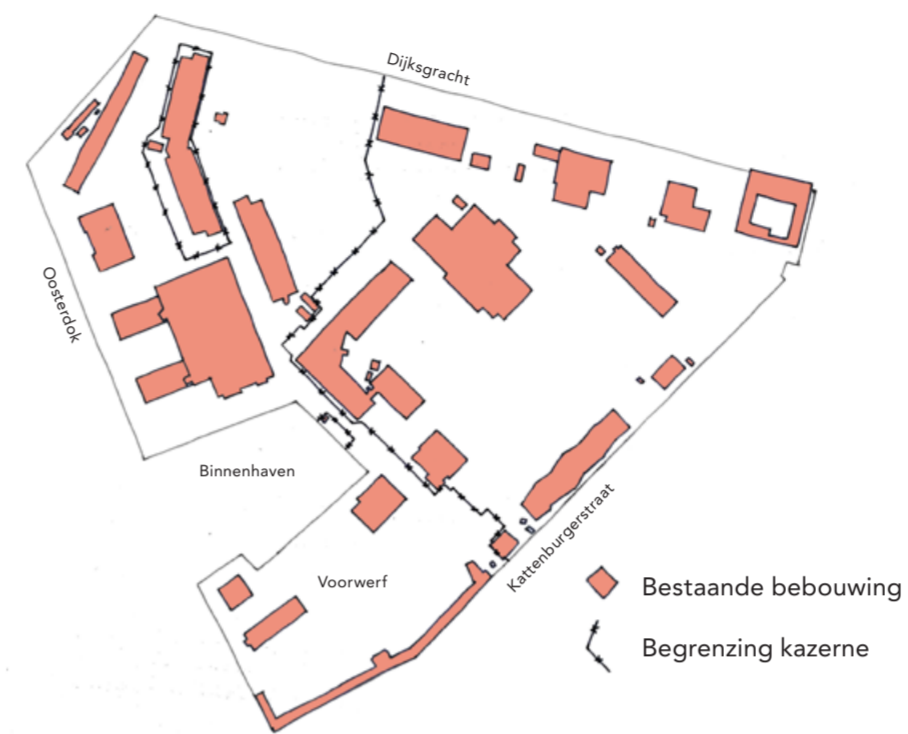 Dijksgracht
Oosterdok
Binnenhaven
Voorwerf
Kattenburgerstraat
Bestaande bebouwing
Begrenzing kazerne